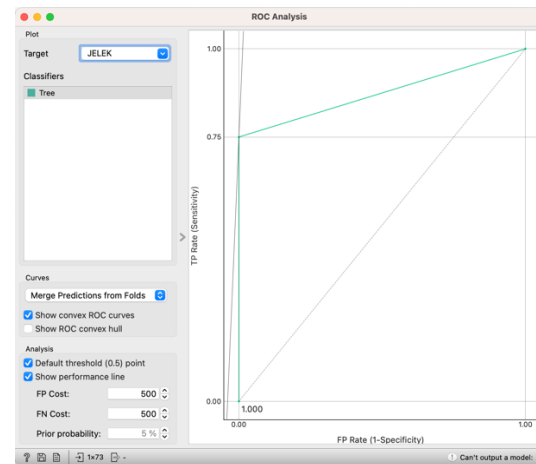 ROC Analysis
Plot
Target JELEK
Classifiers
Tree
Curves
Merge Predictions from Folds
Show convex ROC curves
Show ROC convex hull
Analysis
Default threshold (0.5) point
Show performance line
FP Cost: 500
FN Cost: 500
Prior probability: 5 %
1x73 -
1.00
0.75
0.00
TP Rate (Sensitivity)
1.000
0.00 1.00
FP Rate (1-Specificity)
Can't output a model: